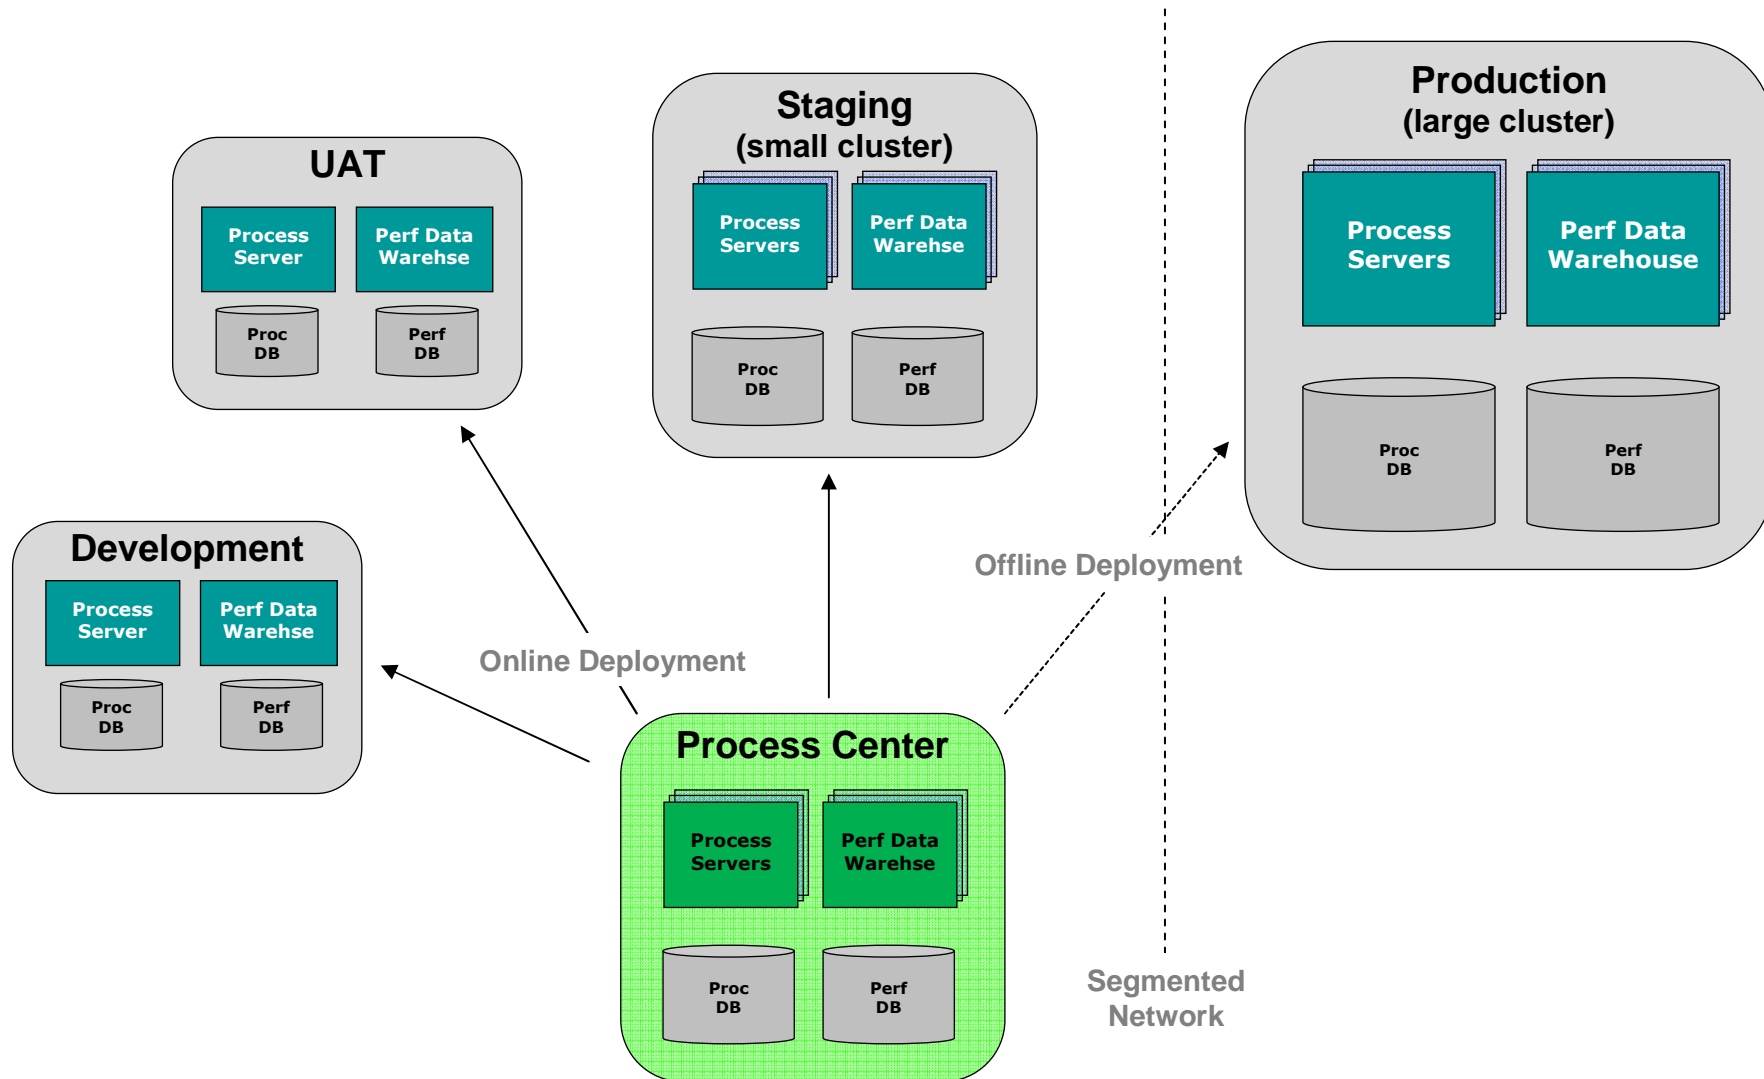 Production
(large cluster)
Process
Servers
Perf Data
Warehouse
Proc
DB
Perf
DB
Staging
(small cluster)
Process
Servers
Perf Data
Warehse
Proc
DB
Perf
DB
UAT
Process
Server
Perf Data
Warehse
Proc
DB
Perf
DB
Development
Process
Server
Perf Data
Warehse
Proc
DB
Perf
DB
Offline Deployment
Online Deployment
Process Center
Process
Servers
Perf Data
Warehse
Proc
DB
Perf
DB
Segmented
Network